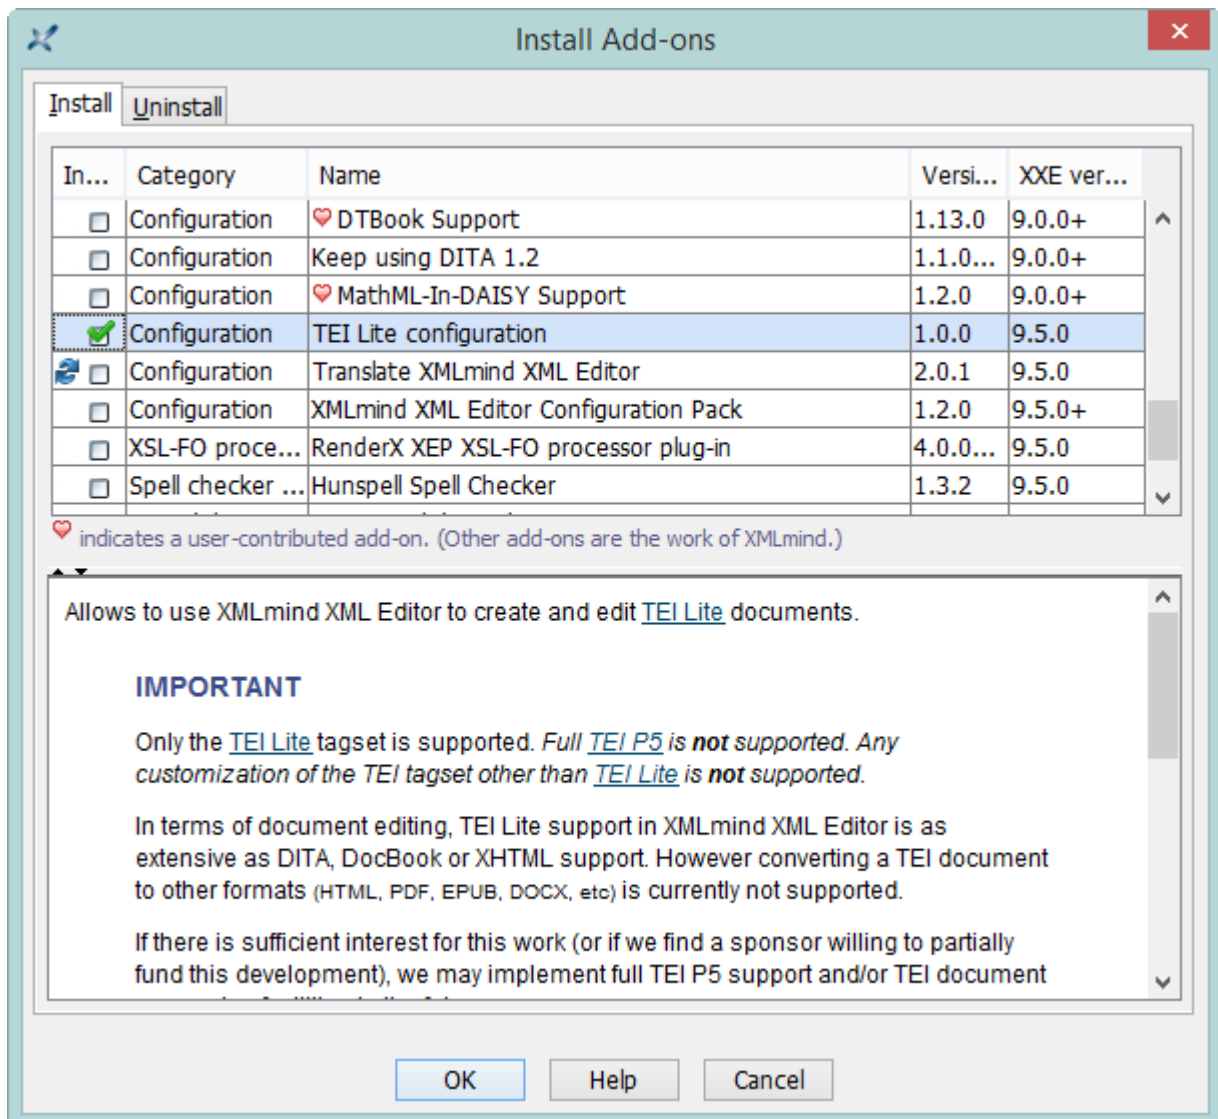 Install Add-ons
Install Uninstall
In... Category Name Versi... XXE ver...
Configuration DTBook Support 1.13.0 9.0.0+
Configuration Keep using DITA 1.2 1.1.0... 9.0.0+
Configuration MathML-In-DAISY Support 1.2.0 9.0.0+
Configuration TEI Lite configuration 1.0.0 9.5.0
Configuration Translate XMLmind XML Editor 2.0.1 9.5.0
Configuration XMLmind XML Editor Configuration Pack 1.2.0 9.5.0+
XSL-FO proce... RenderX XEP XSL-FO processor plug-in 4.0.0... 9.5.0
Spell checker ... Hunspell Spell Checker 1.3.2 9.5.0
indicates a user-contributed add-on. (Other add-ons are the work of XMLmind.)
Allows to use XMLmind XML Editor to create and edit TEI Lite documents.
IMPORTANT
Only the TEI Lite tagset is supported. Full TEI P5 is not supported. Any
customization of the TEI tagset other than TEI Lite is not supported.
In terms of document editing, TEI Lite support in XMLmind XML Editor is as
extensive as DITA, DocBook or XHTML support. However converting a TEI document
to other formats (HTML, PDF, EPUB, DOCX, etc) is currently not supported.
If there is sufficient interest for this work (or if we find a sponsor willing to partially
fund this development), we may implement full TEI P5 support and/or TEI document
OK Help Cancel